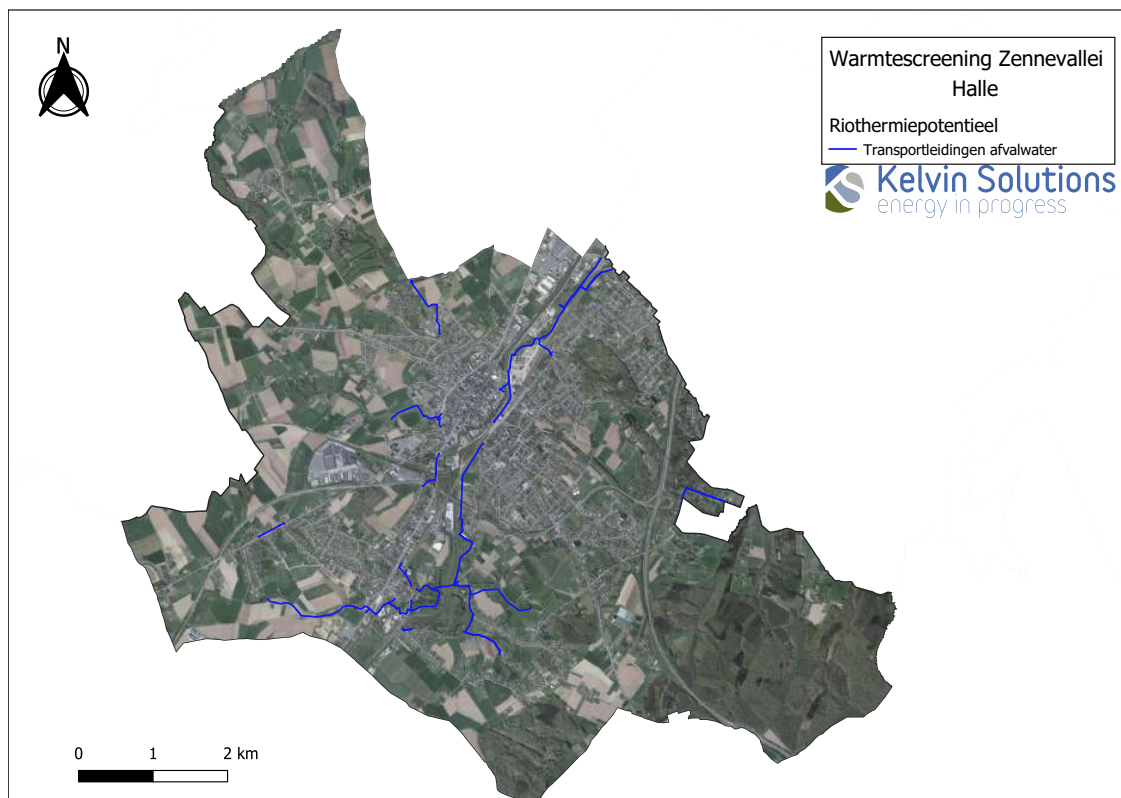 N
Warmtescreening Zennevallei
Halle
Riothermiepotentieel
Transportleidingen afvalwater
Kelvin Solutions
energy in progress
0 1 2 km